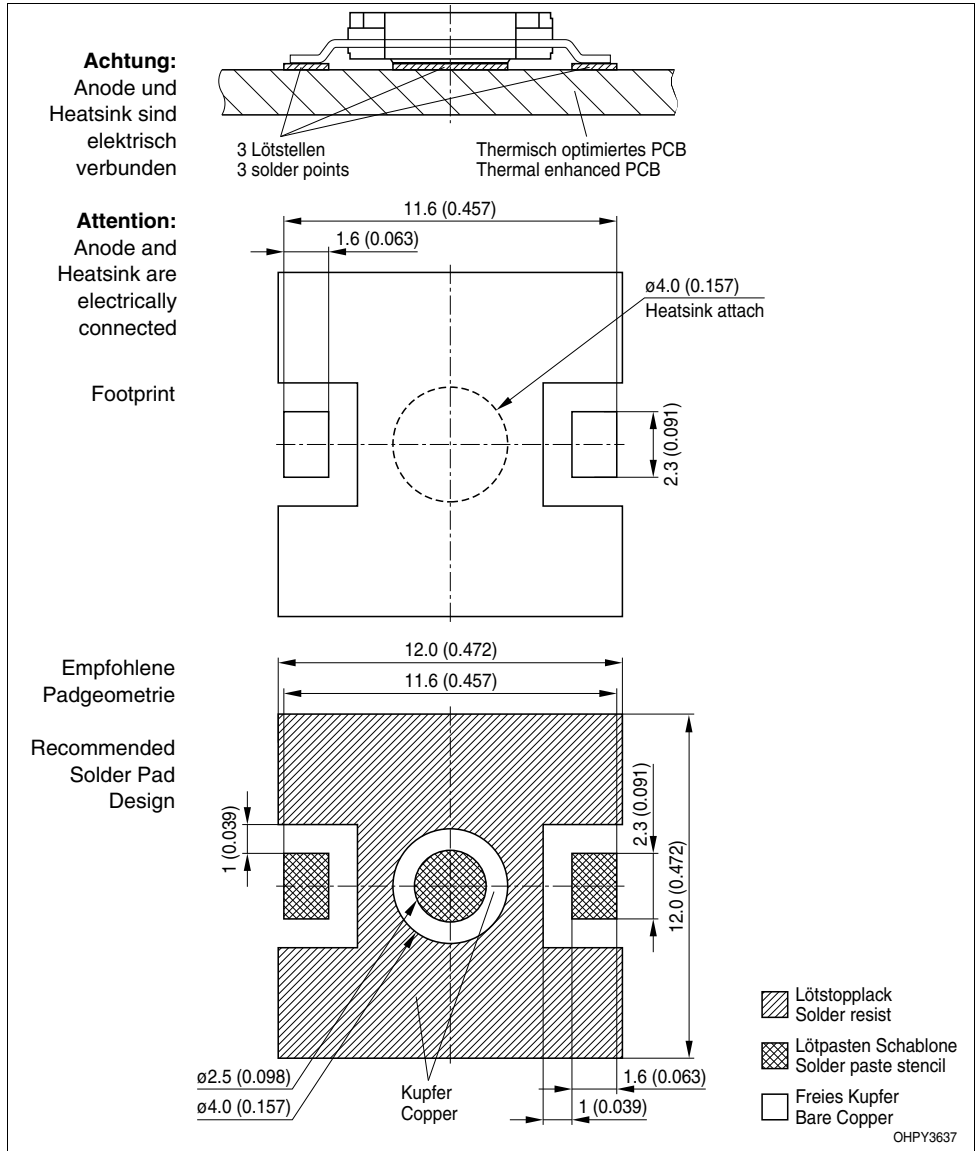 Achtung:
Anode und
Heatsink sind
elektrisch
verbunden
3 Lötstellen
3 solder points
Thermisch optimiertes PCB
Thermal enhanced PCB
Attention:
Anode and
Heatsink are
electrically
connected
Footprint
11.6 (0.457)
1.6 (0.063)
ø4.0 (0.157)
Heatsink attach
2.3 (0.091)
Empfohlene
Padgeometrie
Recommended
Solder Pad
Design
12.0 (0.472)
11.6 (0.457)
1 (0.039)
2.3 (0.091)
12.0 (0.472)
ø2.5 (0.098)
ø4.0 (0.157)
Kupfer
Copper
1.6 (0.063)
1 (0.039)
Lötstopplack
Solder resist
Lötpasten Schablone
Solder paste stencil
Freies Kupfer
Bare Copper
OHPY3637